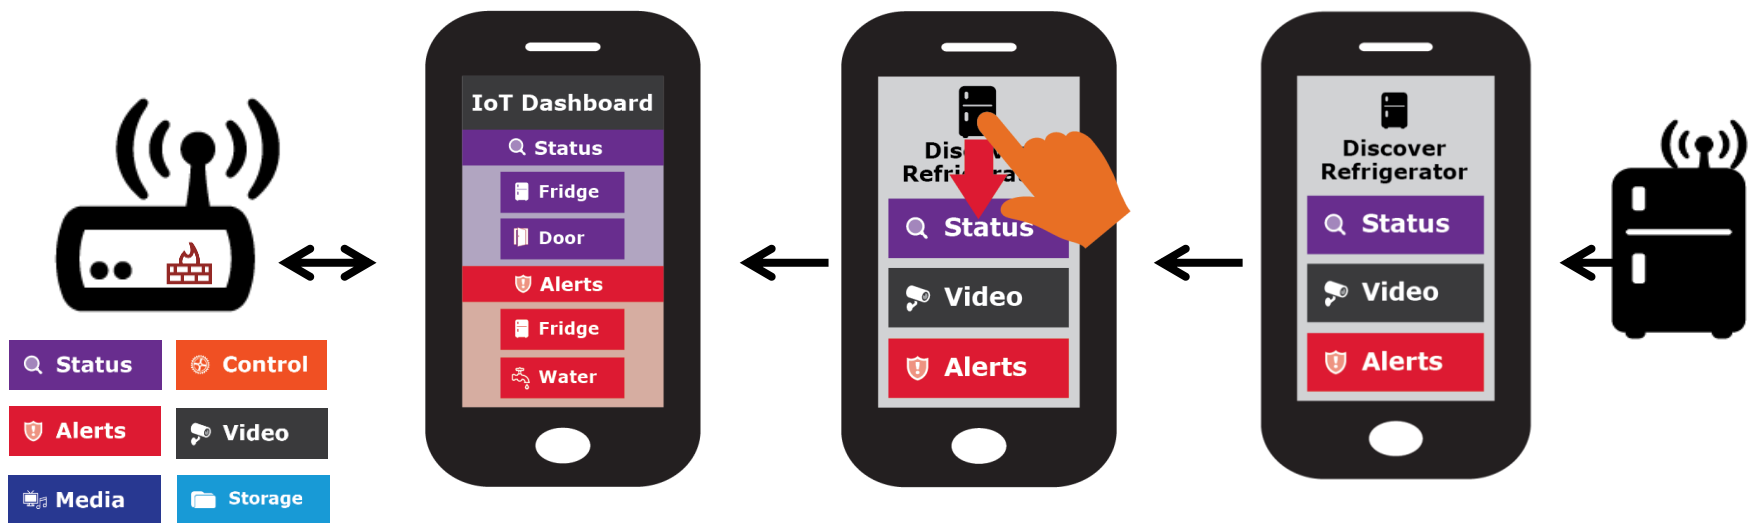 Status
Control
Alerts
Video
Media
Storage
IoT Dashboard
Status
Fridge
Door
Alerts
Fridge
Water
Status
Video
Alerts
Discover
Refrigerator
Status
Video
Alerts